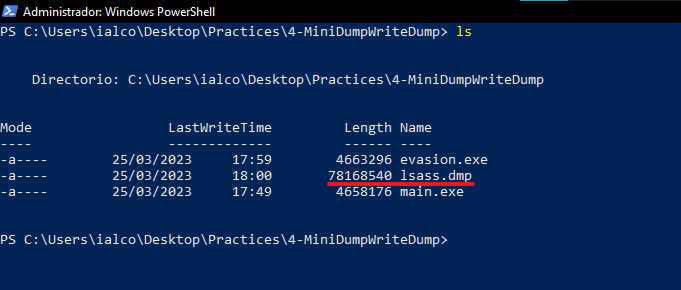 Administrador: Windows PowerShell
PS C:\Users\ialco\Desktop\Practices\4-MiniDumpWriteDump> ls
Directorio: C:\Users\ialco\Desktop\Practices\4-MiniDumpWriteDump
Mode LastWriteTime Length Name
---- ------------- ------ ----
-a---- 25/03/2023 17:59 4663296 evasion.exe
-a---- 25/03/2023 18:00 78168540 lsass.dmp
-a---- 25/03/2023 17:49 4658176 main.exe
PS C:\Users\ialco\Desktop\Practices\4-MiniDumpWriteDump>